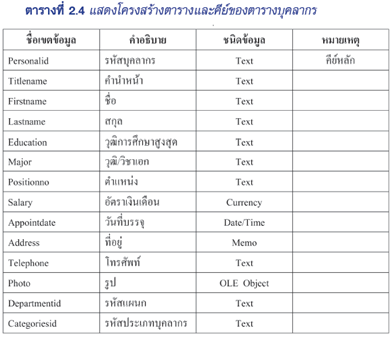 ตารางที่ 2.4 แสดงโครงสร้างตารางและคีย์ของตารางบุคลากร
ชื่อเขตข้อมูล คำอธิบาย ชนิดข้อมูล หมายเหตุ
Personalid รหัสบุคลากร Text คีย์หลัก
Titlename คำนำหน้า Text
Firstname ชื่อ Text
Lastname สกุล Text
Education วุฒิการศึกษาสูงสุด Text
Major วุฒิ/วิชาเอก Text
Positionno ตำแหน่ง Text
Salary อัตราเงินเดือน Currency
Appointdate วันที่บรรจุ Date/Time
Address ที่อยู่ Memo
Telephone โทรศัพท์ Text
Photo รูป OLE Object
Departmentid รหัสแผนก Text
Categoriesid รหัสประเภทบุคลากร Text